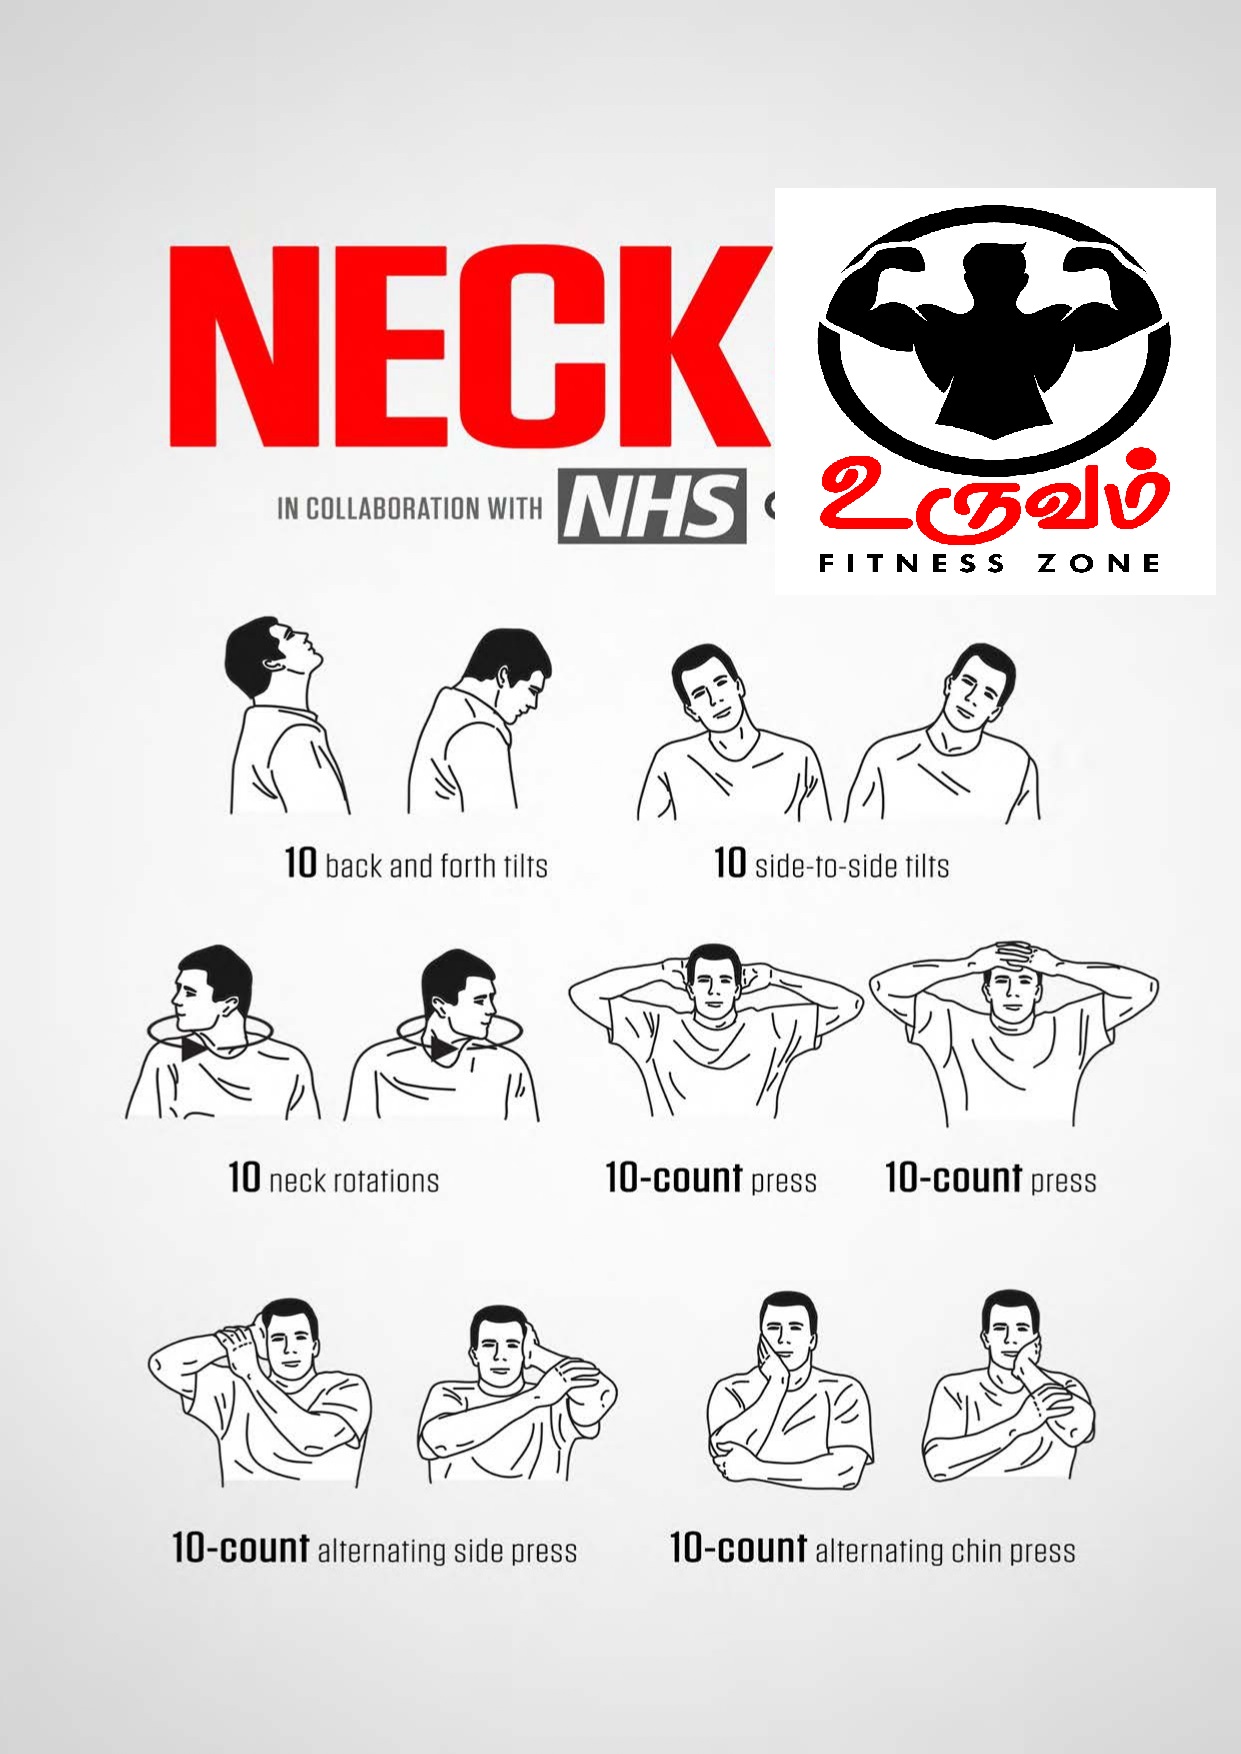 NECK
IN COLLABORATION WITH NHS
உருவம்
FITNESS ZONE
10 back and forth tilts
10 side-to-side tilts
10 neck rotations
10-count press
10-count press
10-count alternating side press
10-count alternating chin press